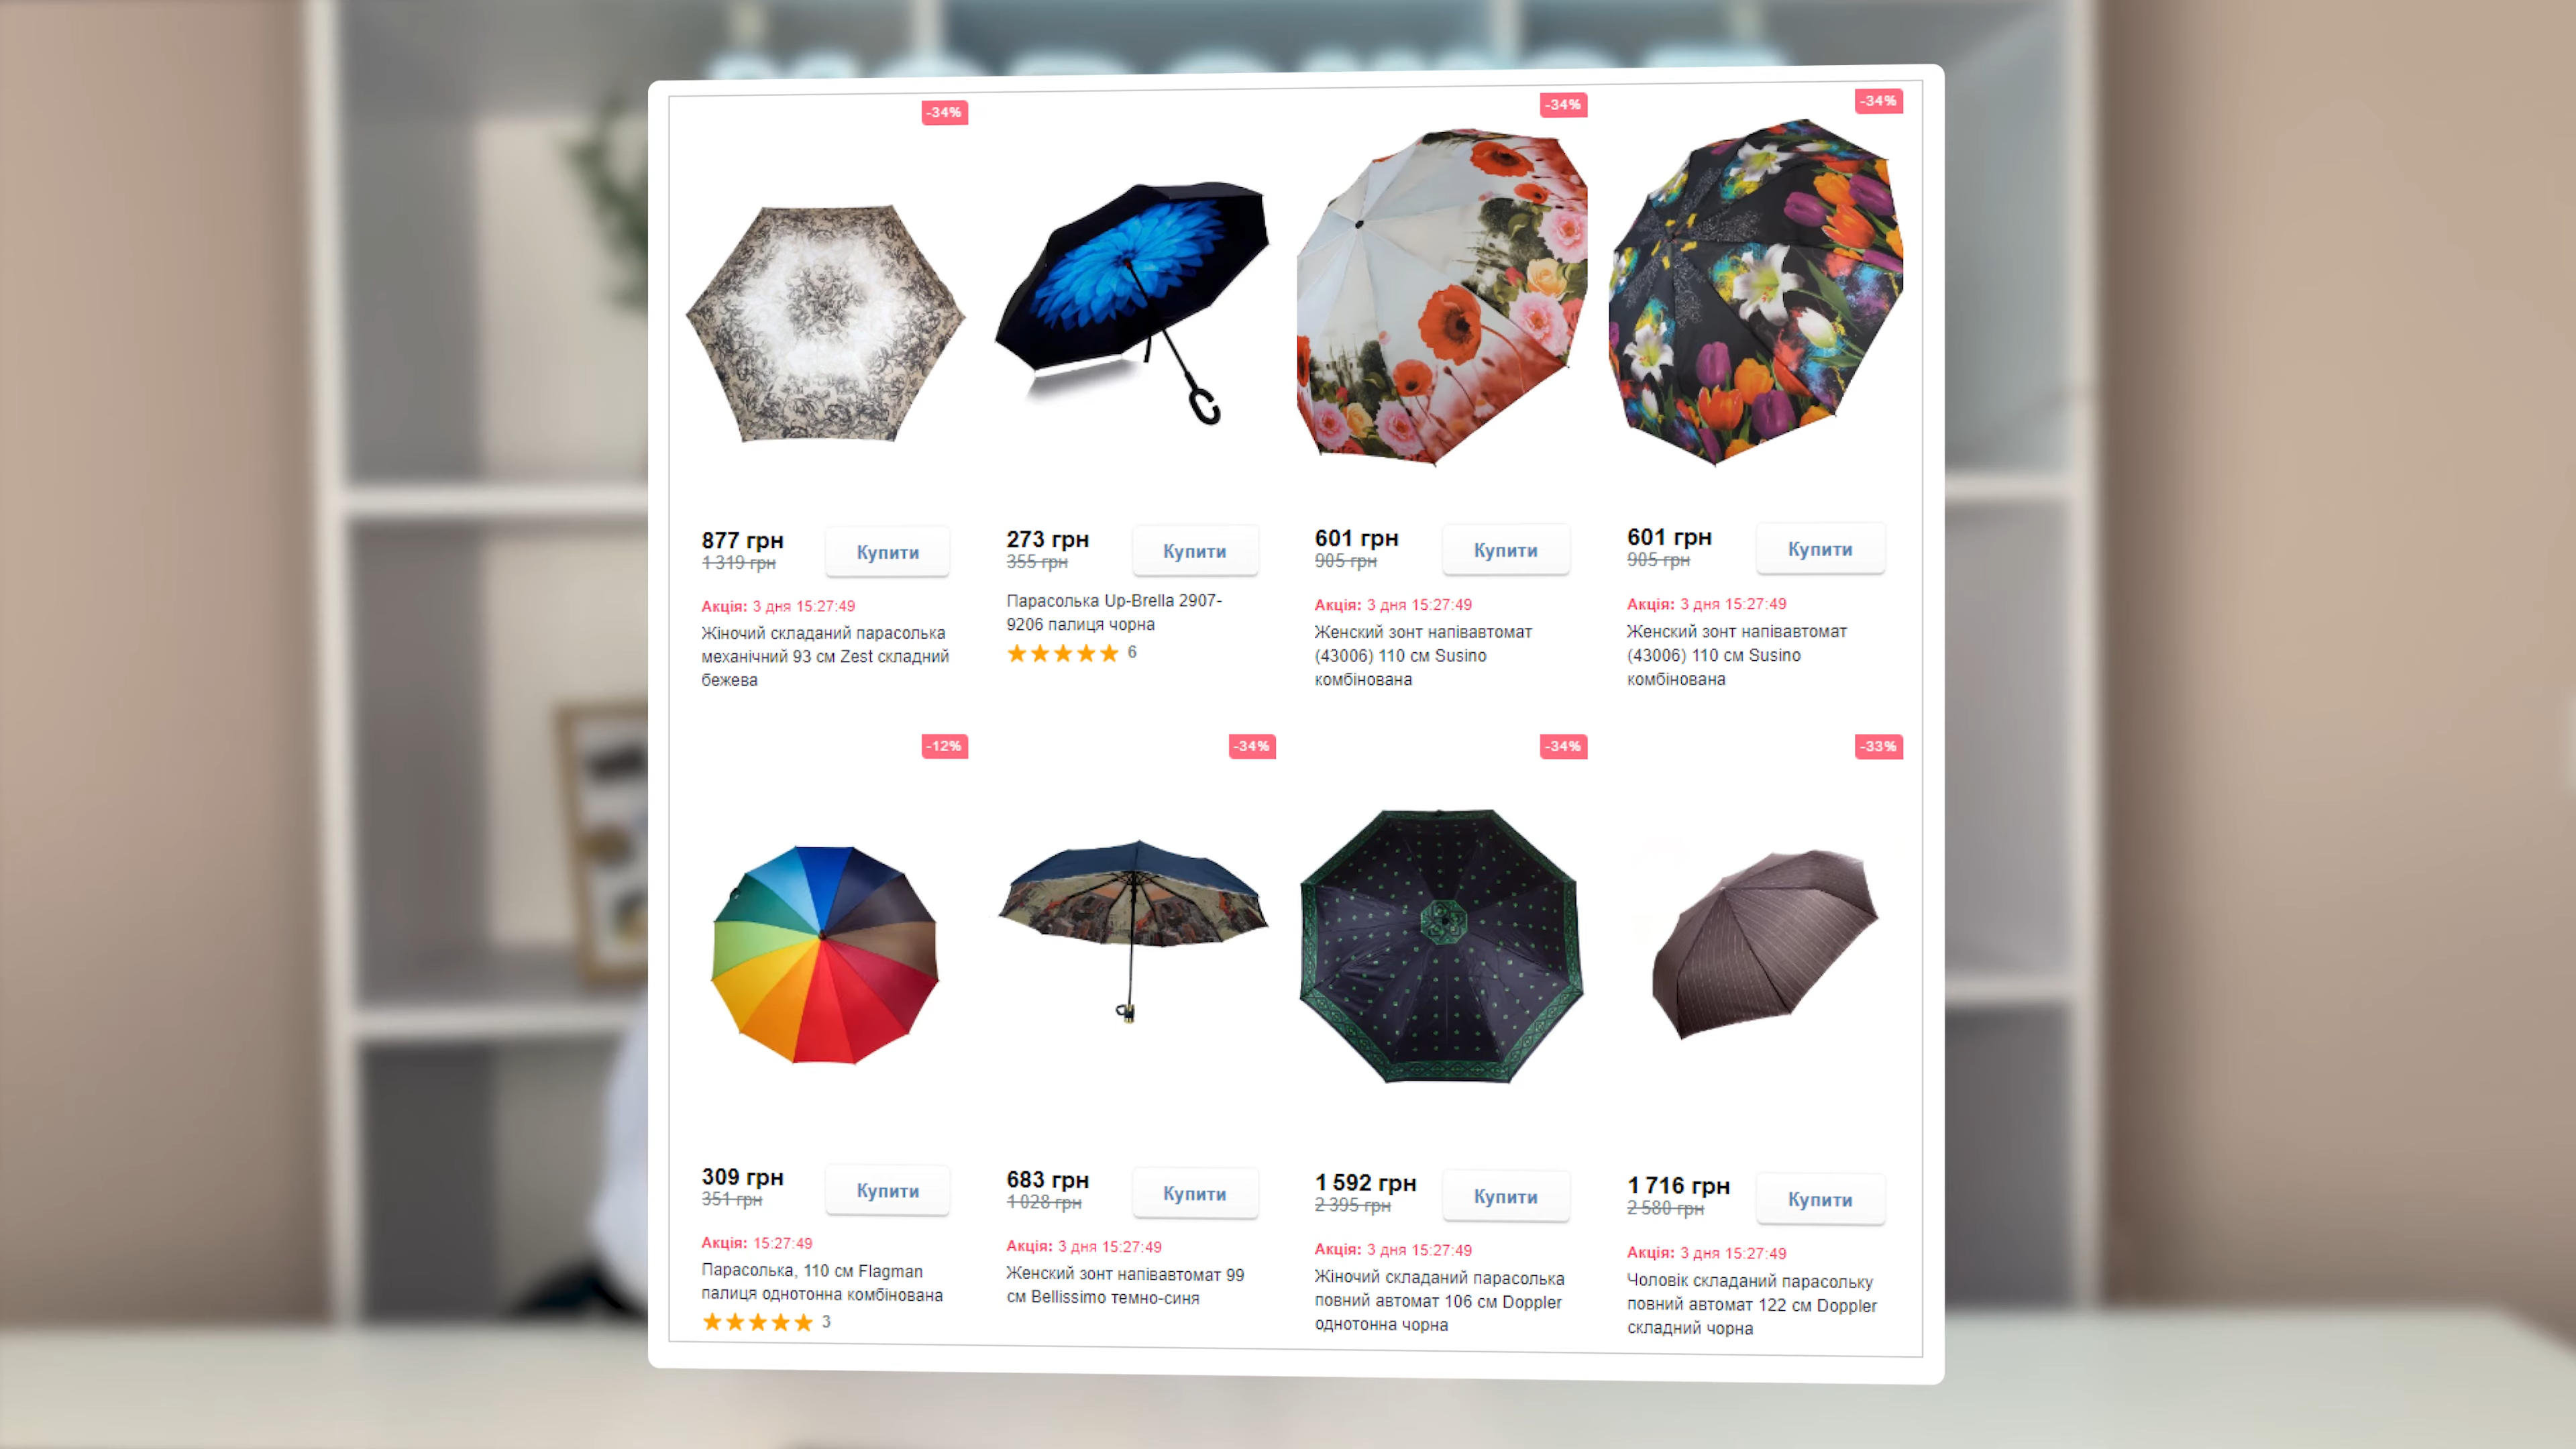 -34%
-34%
-34%
877 грн
1 319 грн
Купити
Акція: 3 дня 15:27:49
Жіночий складаний парасолька
механічний 93 см Zest складний
бежева
273 грн
355 грн
Купити
Парасолька Up-Brella 2907-
9206 палиця чорна
6
601 грн
905 грн
Купити
Акція: 3 дня 15:27:49
Женский зонт напівавтомат
(43006) 110 см Susino
комбінована
601 грн
905 грн
Купити
Акція: 3 дня 15:27:49
Женский зонт напівавтомат
(43006) 110 см Susino
комбінована
-12%
-34%
-34%
-33%
309 грн
351 грн
Купити
Акція: 15:27:49
Парасолька, 110 см Flagman
палиця однотонна комбінована
3
683 грн
1 028 грн
Купити
Акція: 3 дня 15:27:49
Женский зонт напівавтомат 99
см Bellissimo темно-синя
1 592 грн
2 395 грн
Купити
Акція: 3 дня 15:27:49
Жіночий складаний парасолька
повний автомат 106 см Doppler
однотонна чорна
1 716 грн
2 580 грн
Купити
Акція: 3 дня 15:27:49
Чоловік складаний парасольку
повний автомат 122 см Doppler
складний чорна